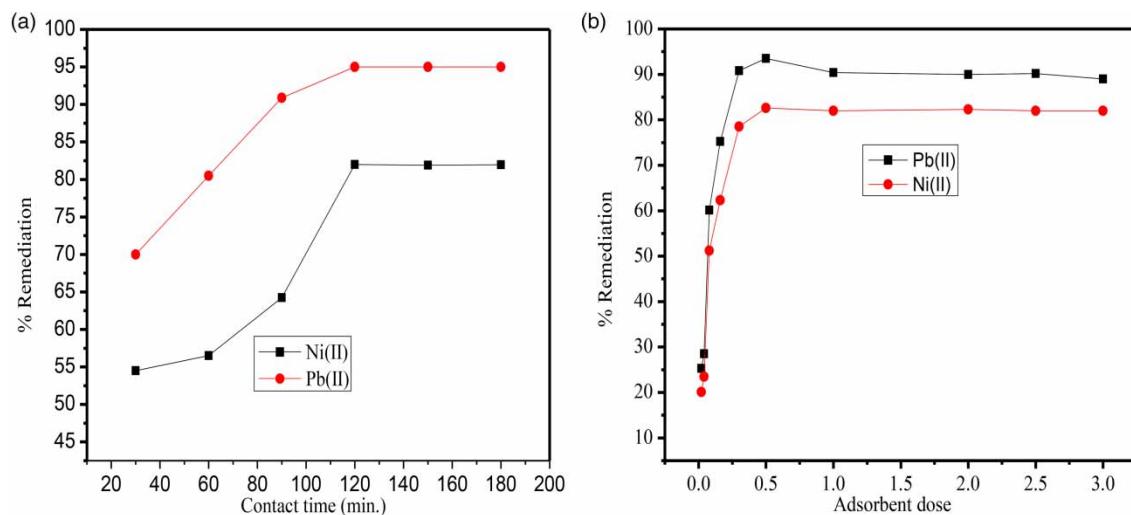 (a)
100
95
90
85
80
75
70
65
60
55
50
45
% Remediation
Ni(II)
Pb(II)
20 40 60 80 100 120 140 160 180 200
Contact time (min.)
(b)
100
90
80
70
60
50
40
30
20
10
% Remediation
Pb(II)
Ni(II)
0.0 0.5 1.0 1.5 2.0 2.5 3.0
Adsorbent dose